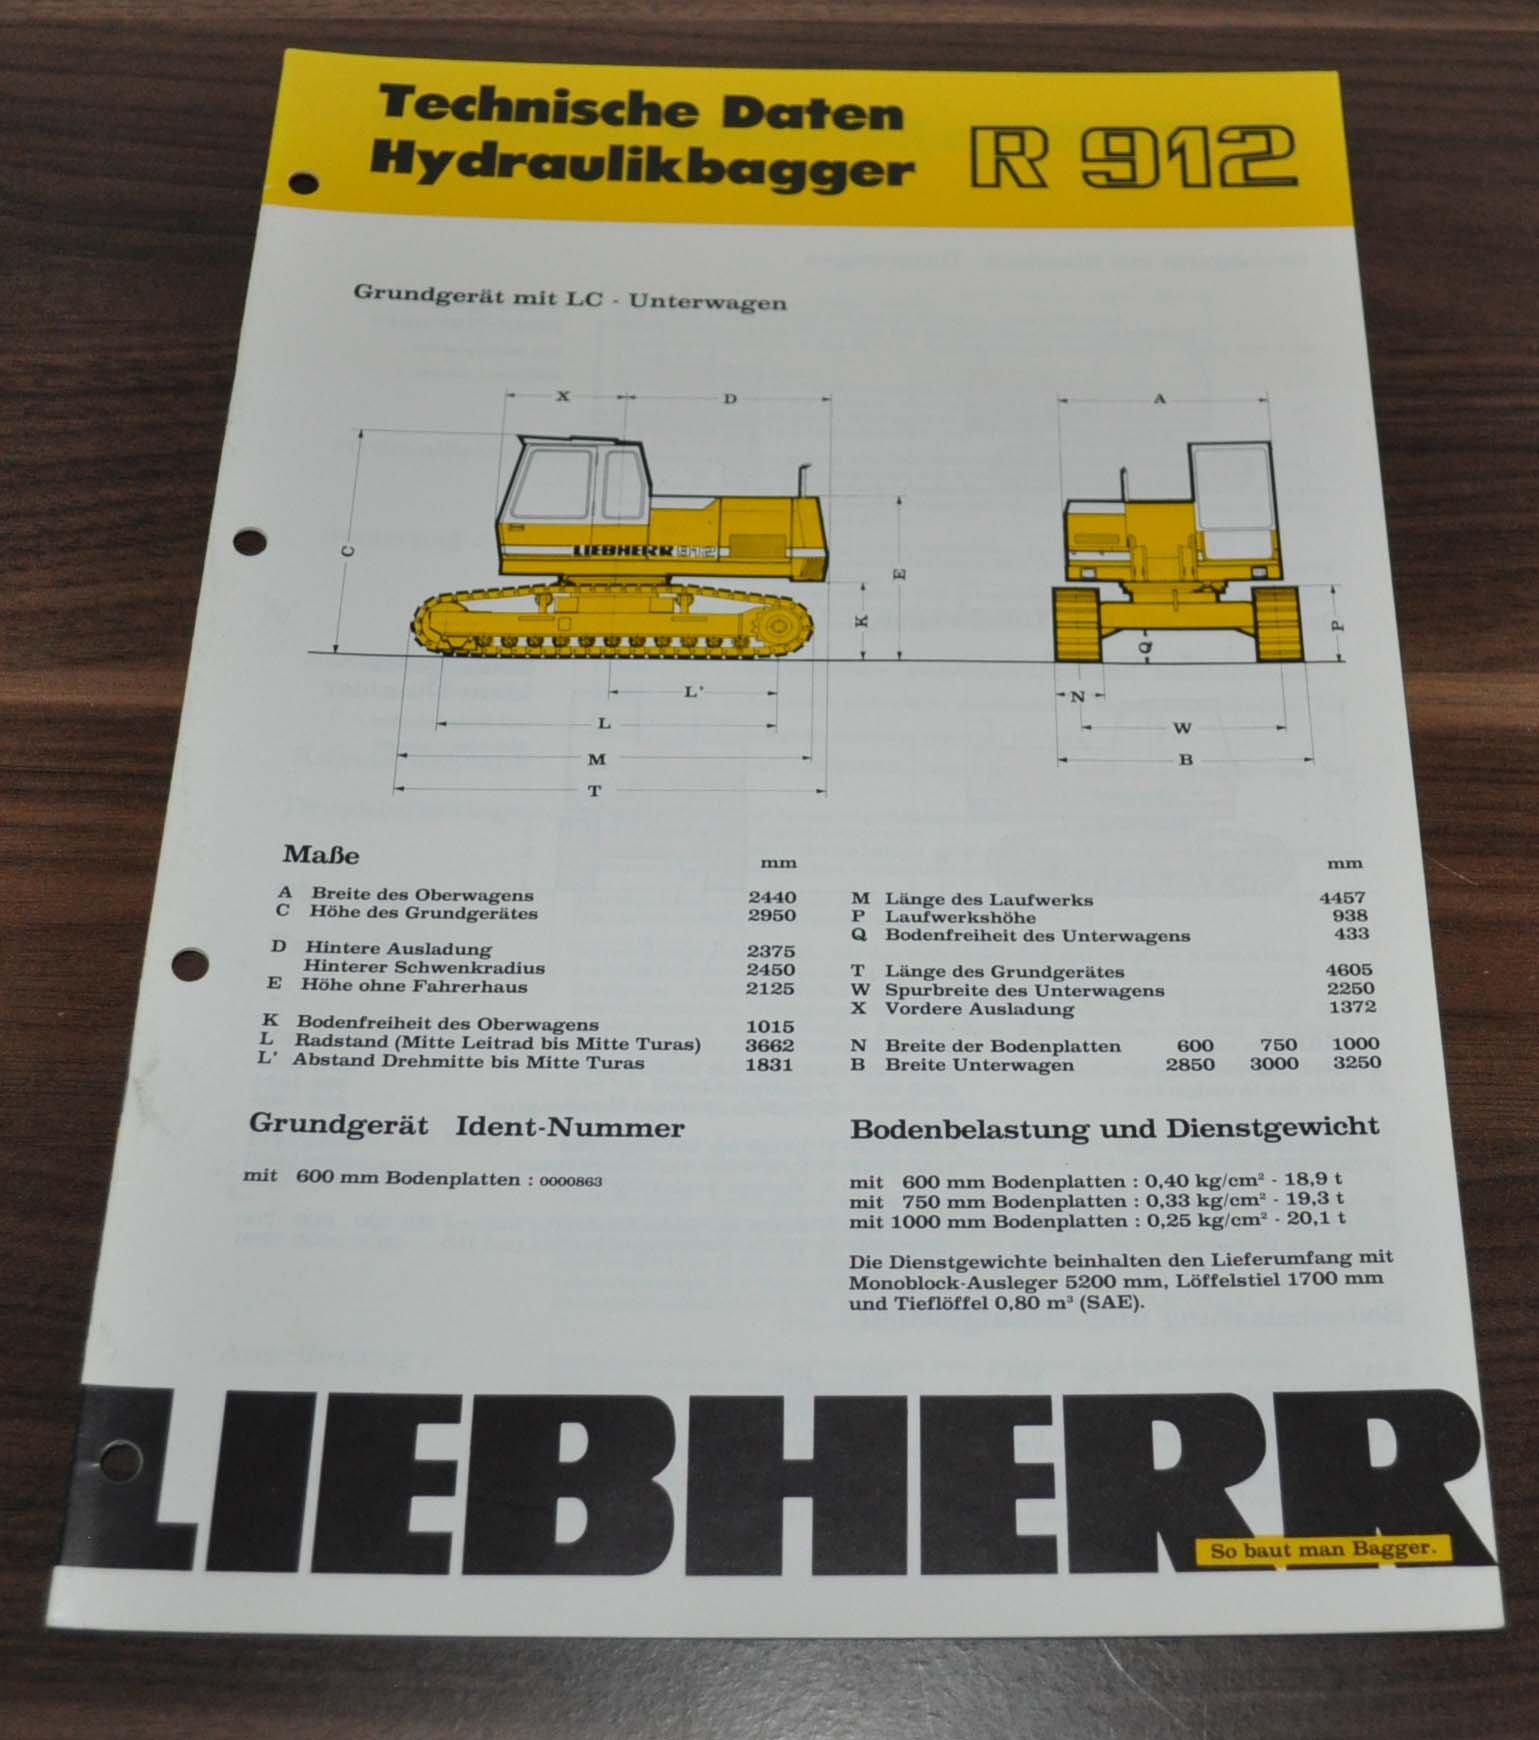 Technische Daten
Hydraulikbagger R 912
Grundgerät mit LC - Unterwagen
X D A
C E K P Q
LIEBHERR 912
L' N
L W
M B
T
Maße mm
A Breite des Oberwagens 2440
C Höhe des Grundgerätes 2950
D Hintere Ausladung 2375
Hinterer Schwenkradius 2450
E Höhe ohne Fahrerhaus 2125
K Bodenfreiheit des Oberwagens 1015
L Radstand (Mitte Leitrad bis Mitte Turas) 3662
L' Abstand Drehmitte bis Mitte Turas 1831
mm
M Länge des Laufwerks 4457
P Laufwerkshöhe 938
Q Bodenfreiheit des Unterwagens 433
T Länge des Grundgerätes 4605
W Spurbreite des Unterwagens 2250
X Vordere Ausladung 1372
N Breite der Bodenplatten 600 750 1000
B Breite Unterwagen 2850 3000 3250
Grundgerät Ident-Nummer
mit 600 mm Bodenplatten : 0000863
Bodenbelastung und Dienstgewicht
mit 600 mm Bodenplatten : 0,40 kg/cm² - 18,9 t
mit 750 mm Bodenplatten : 0,33 kg/cm² - 19,3 t
mit 1000 mm Bodenplatten : 0,25 kg/cm² - 20,1 t
Die Dienstgewichte beinhalten den Lieferumfang mit
Monoblock-Ausleger 5200 mm, Löffelstiel 1700 mm
und Tieflöffel 0,80 m³ (SAE).
LIEBHERR
So baut man Bagger.